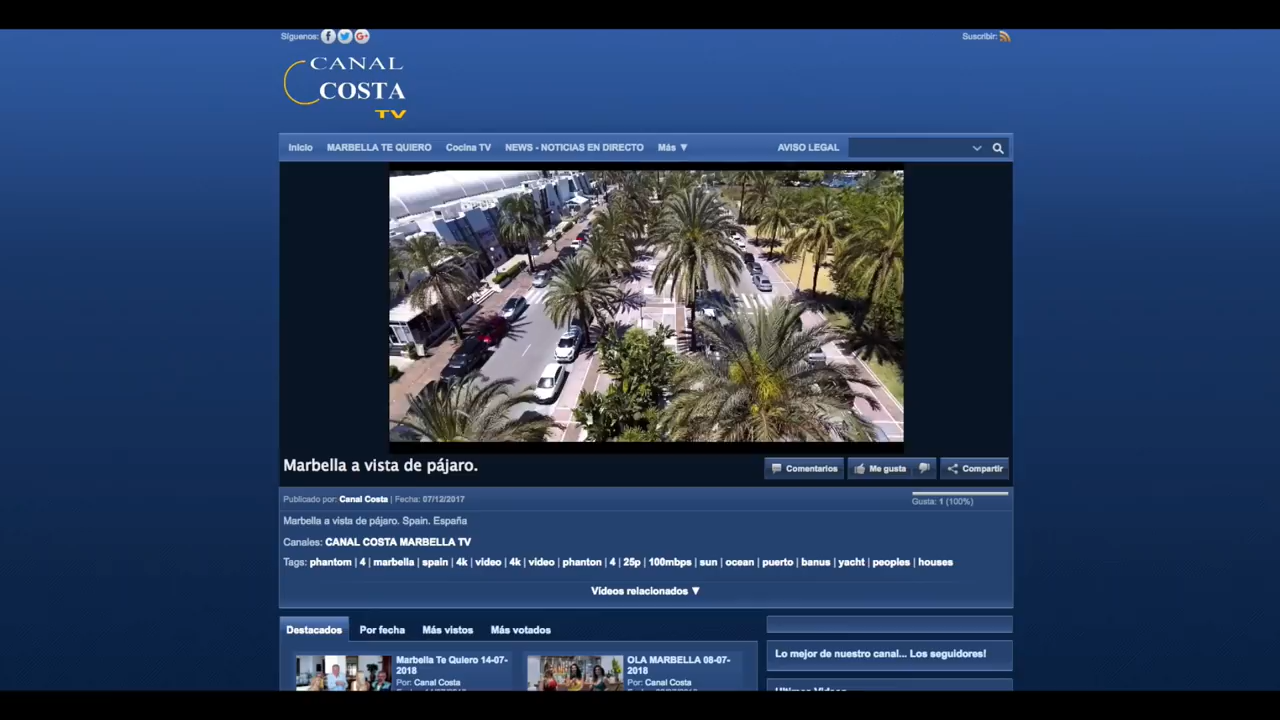 Síguenos:
Suscribir:
CANAL
COSTA
TV
Inicio MARBELLA TE QUIERO Cocina TV NEWS - NOTICIAS EN DIRECTO Más ▼ AVISO LEGAL
Marbella a vista de pájaro.
Comentarios Me gusta Compartir
Publicado por: Canal Costa | Fecha: 07/12/2017
Gusta: 1 (100%)
Marbella a vista de pájaro. Spain. España
Canales: CANAL COSTA MARBELLA TV
Tags: phantom | 4 | marbella | spain | 4k | video | 4k | video | phanton | 4 | 25p | 100mbps | sun | ocean | puerto | banus | yacht | peoples | houses
Vídeos relacionados ▼
Destacados Por fecha Más vistos Más votados
Marbella Te Quiero 14-07-
2018
Por: Canal Costa
OLA MARBELLA 08-07-
2018
Por: Canal Costa
Lo mejor de nuestro canal... Los seguidores!